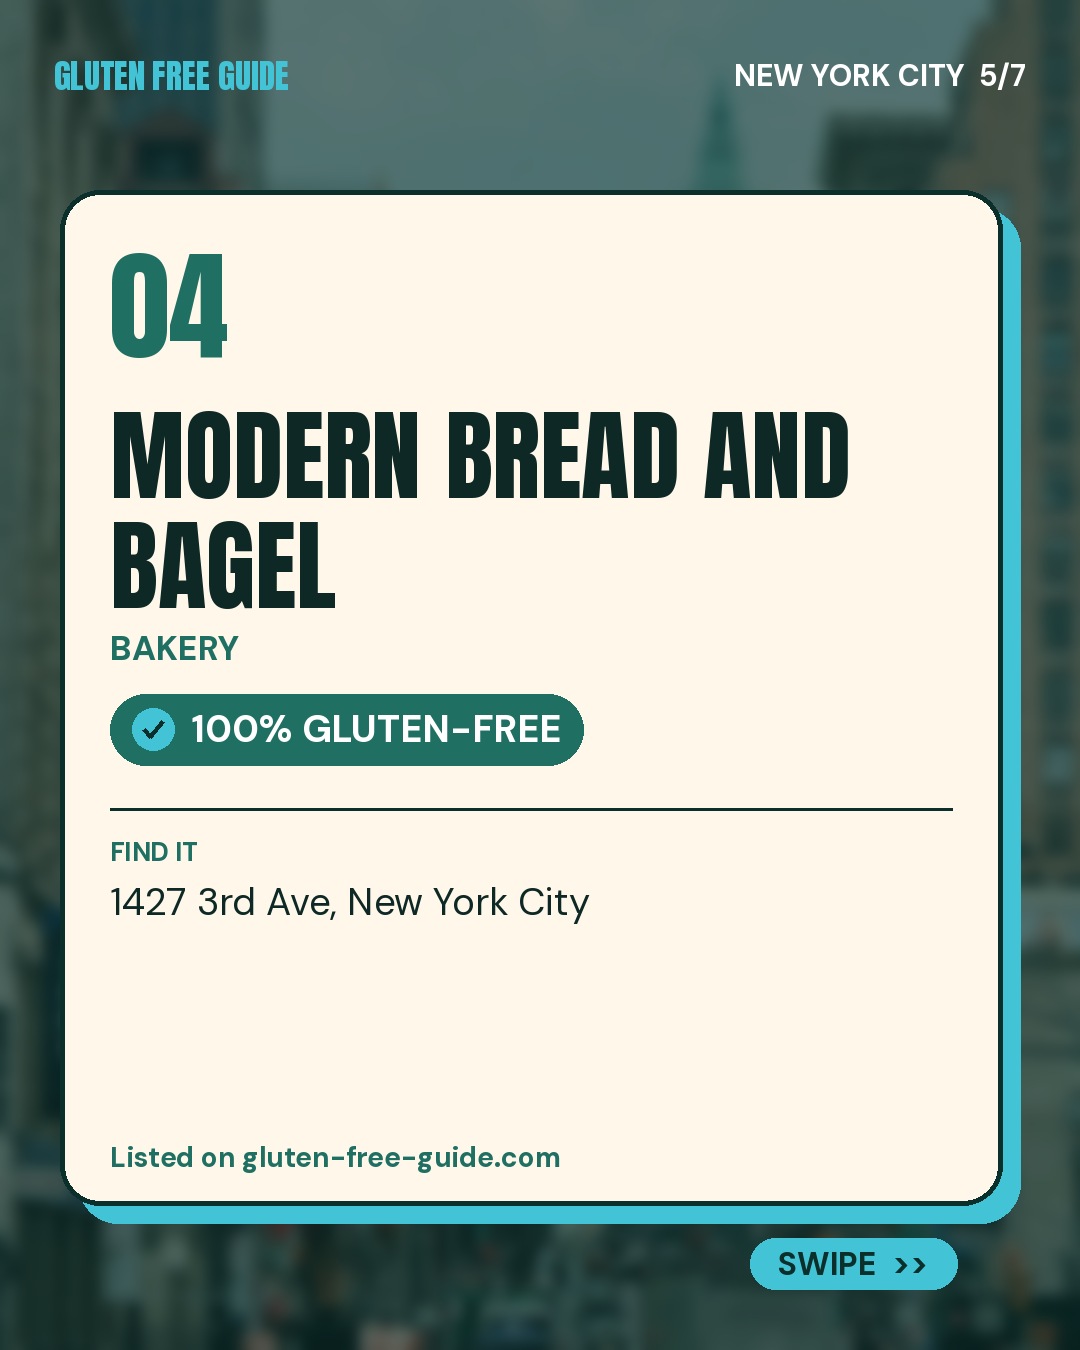 GLUTEN FREE GUIDE
NEW YORK CITY 5/7
04
MODERN BREAD AND
BAGEL
BAKERY
100% GLUTEN-FREE
FIND IT
1427 3rd Ave, New York City
Listed on gluten-free-guide.com
SWIPE >>